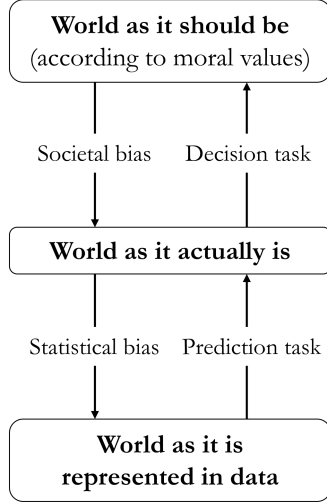 World as it should be
(according to moral values)
Societal bias
Decision task
World as it actually is
Statistical bias
Prediction task
World as it is
represented in data